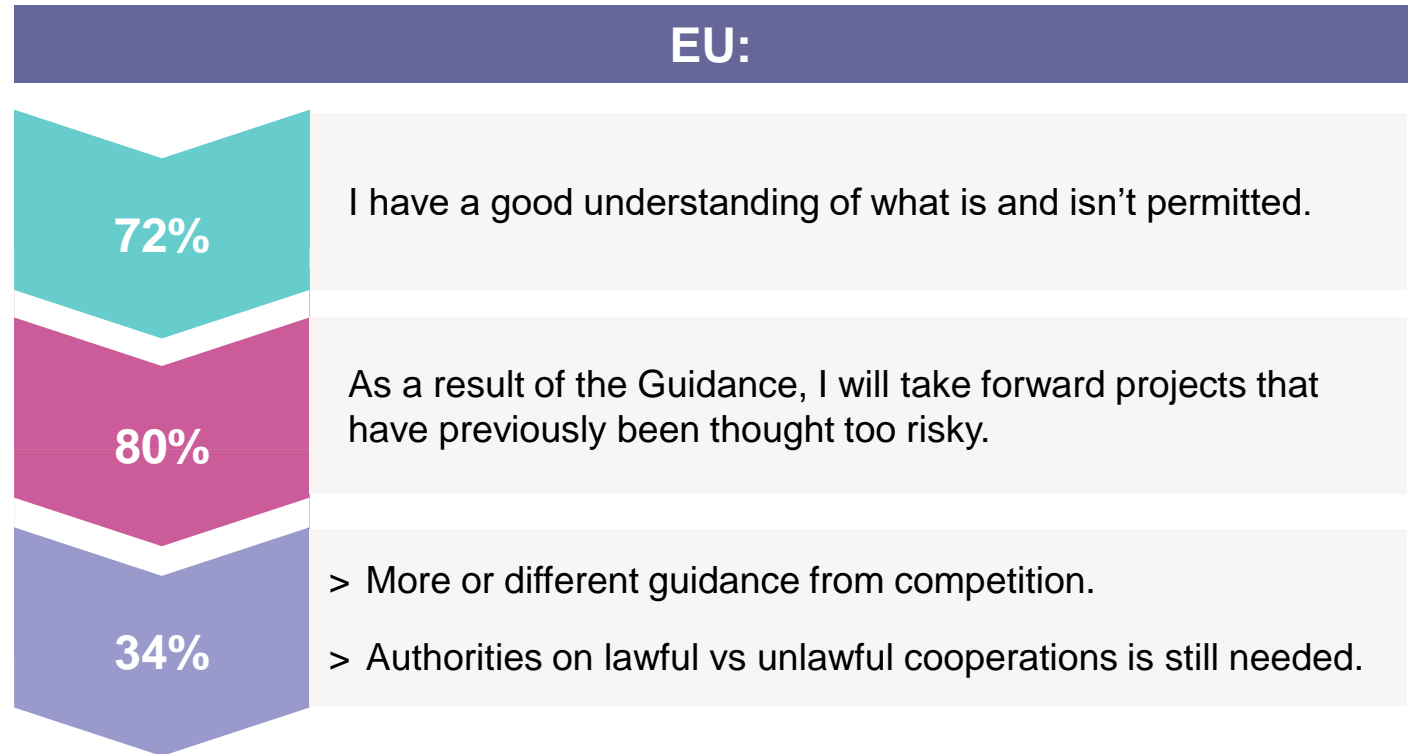 EU:
72%
I have a good understanding of what is and isn’t permitted.
80%
As a result of the Guidance, I will take forward projects that
have previously been thought too risky.
34%
> More or different guidance from competition.
> Authorities on lawful vs unlawful cooperations is still needed.